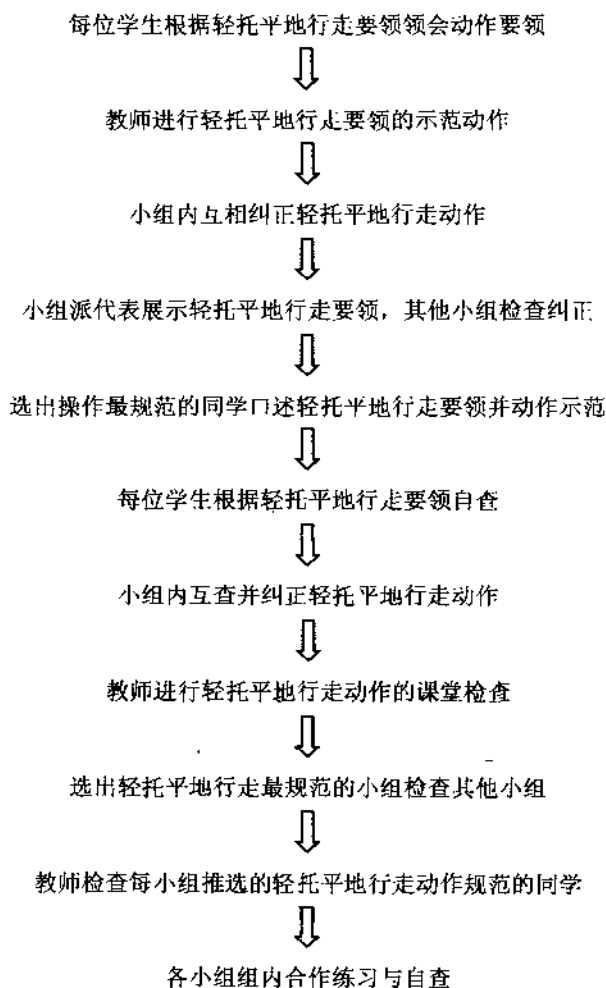 每位学生根据轻托平地行走要领领会动作要领
教师进行轻托平地行走要领的示范动作
小组内互相纠正轻托平地行走动作
小组派代表展示轻托平地行走要领，其他小组检查纠正
选出操作最规范的同学口述轻托平地行走要领并动作示范
每位学生根据轻托平地行走要领自查
小组内互查并纠正轻托平地行走动作
教师进行轻托平地行走动作的课堂检查
选出轻托平地行走最规范的小组检查其他小组
教师检查每小组推选的轻托平地行走动作规范的同学
各小组组内合作练习与自查